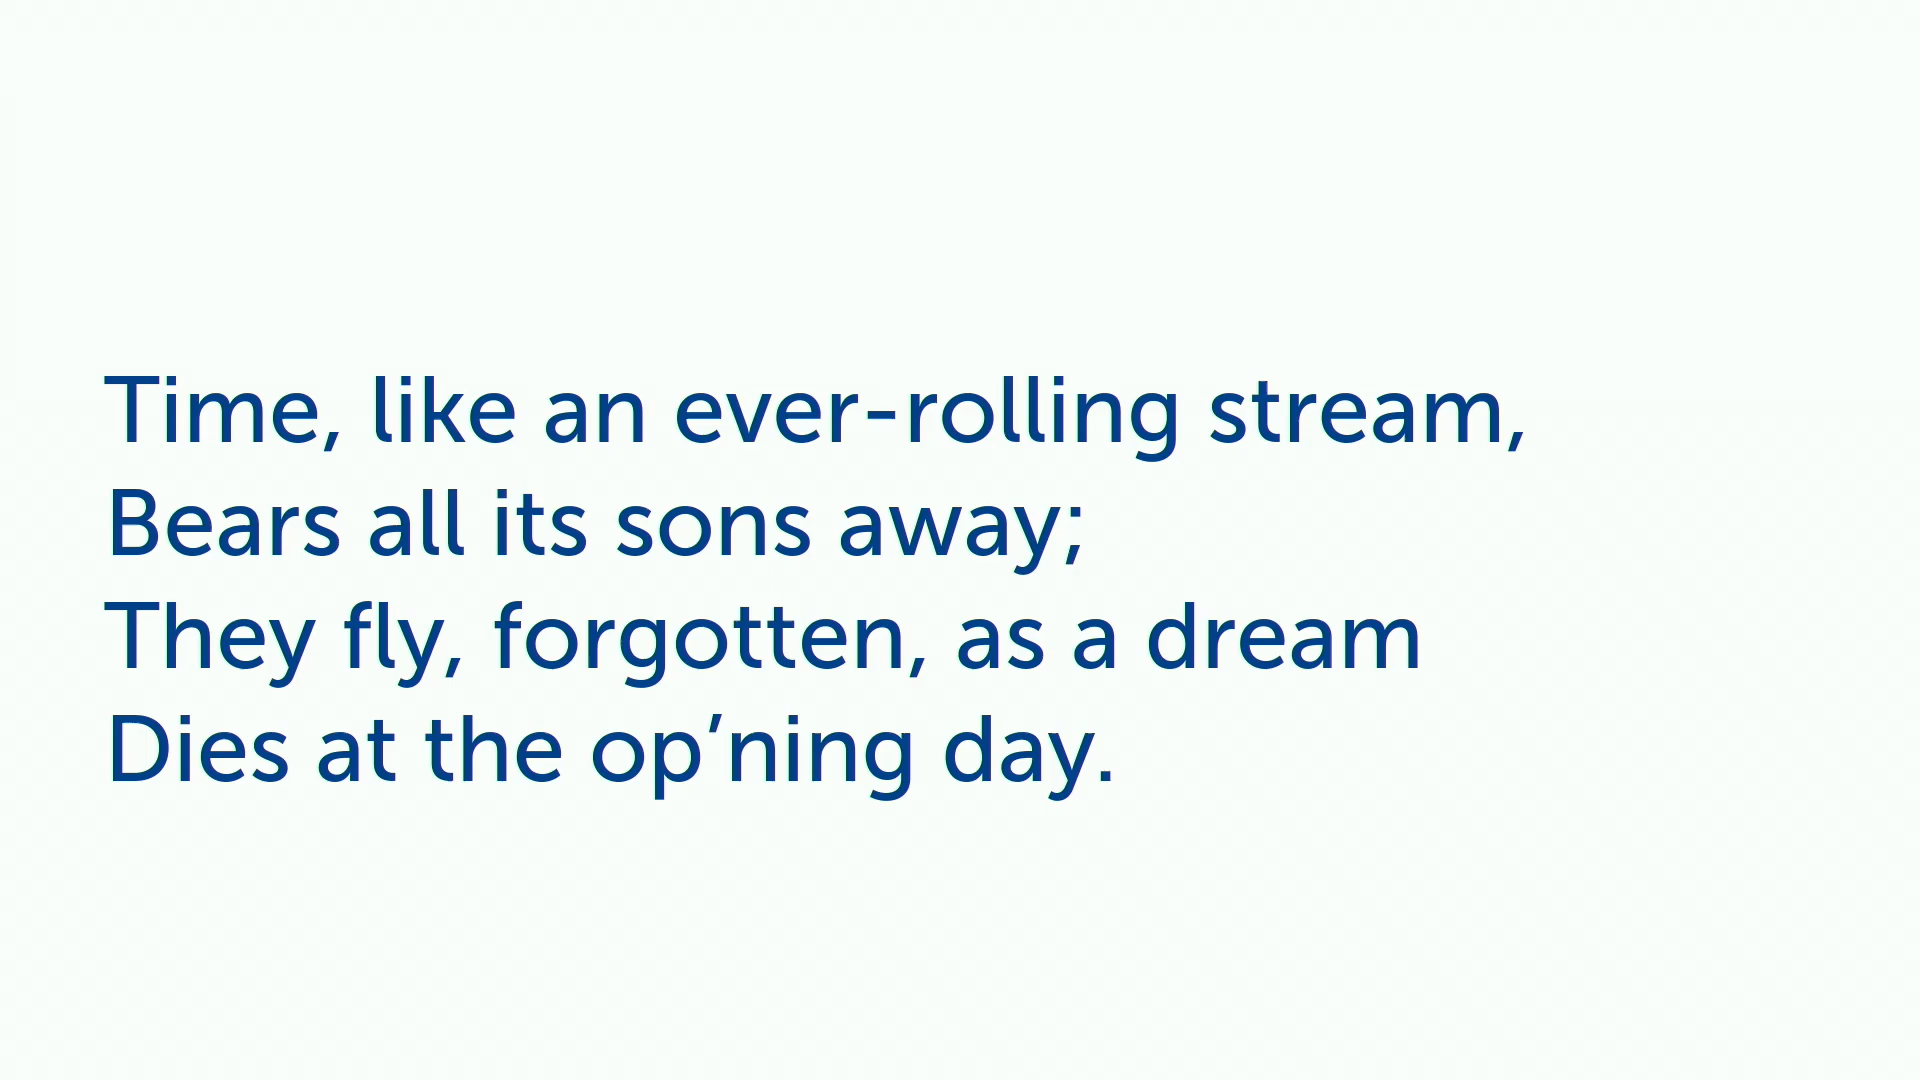 Time, like an ever-rolling stream,
Bears all its sons away;
They fly, forgotten, as a dream
Dies at the op’ning day.